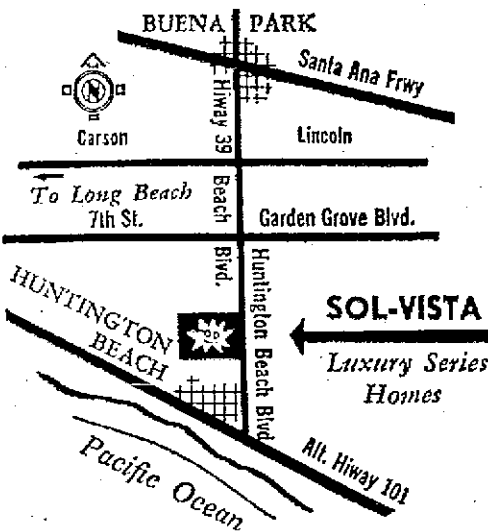 BUENA PARK
Santa Ana Frwy
N
Carson
Lincoln
Hiway 39
To Long Beach
7th St.
Beach Blvd.
Garden Grove Blvd.
HUNTINGTON
BEACH
Huntington Beach Blvd.
SOL-VISTA
Luxury Series
Homes
Alt. Hiway 101
Pacific Ocean